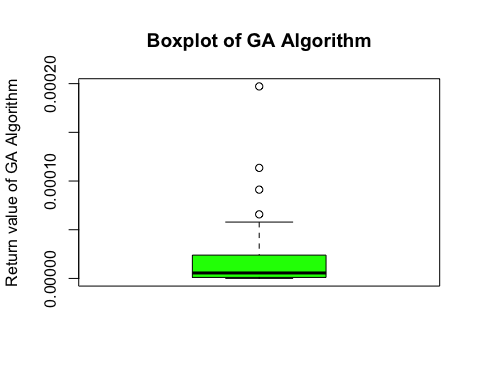 Boxplot of GA Algorithm
Return value of GA Algorithm
0.00020
0.00010
0.00000